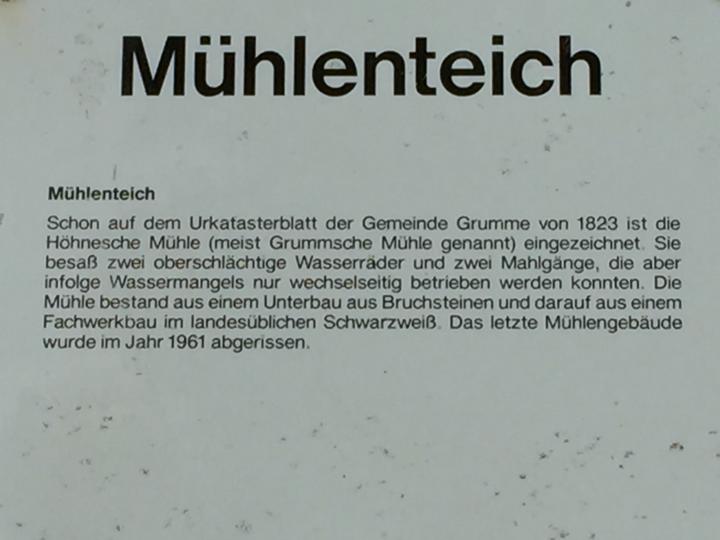 Mühlenteich
Mühlenteich
Schon auf dem Urkatasterblatt der Gemeinde Grumme von 1823 ist die
Höhnesche Mühle (meist Grummsche Mühle genannt) eingezeichnet. Sie
besaß zwei oberschlächtige Wasserräder und zwei Mahlgänge, die aber
infolge Wassermangels nur wechselseitig betrieben werden konnten. Die
Mühle bestand aus einem Unterbau aus Bruchsteinen und darauf aus einem
Fachwerkbau im landesüblichen Schwarzweiß. Das letzte Mühlengebäude
wurde im Jahr 1961 abgerissen.